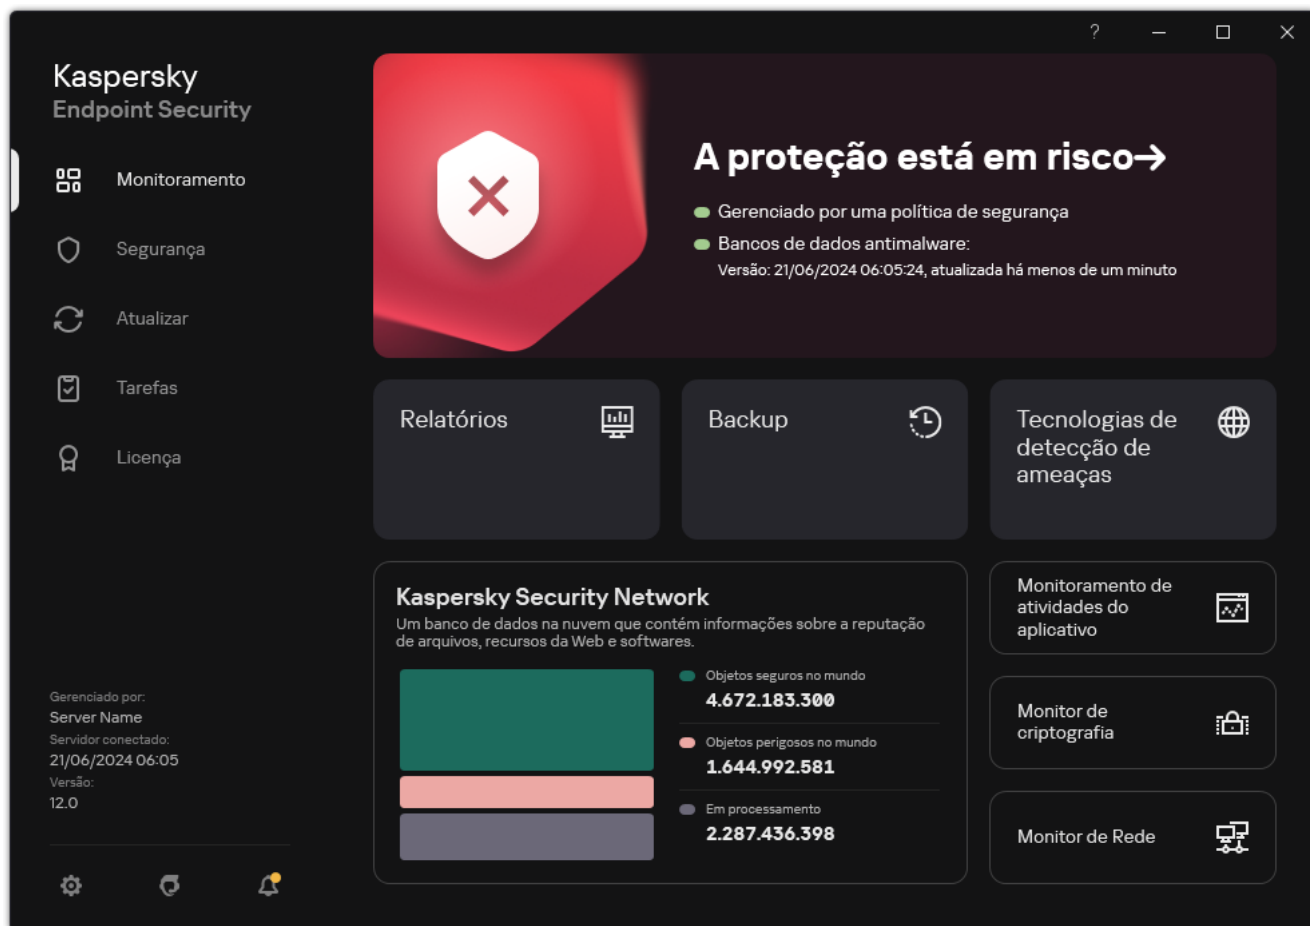 ?
Kaspersky
Endpoint Security
Monitoramento
Segurança
Atualizar
Tarefas
Licença
Gerenciado por:
Server Name
Servidor conectado:
21/06/2024 06:05
Versão:
12.0
A proteção está em risco→
Gerenciado por uma política de segurança
Bancos de dados antimalware:
Versão: 21/06/2024 06:05:24, atualizada há menos de um minuto
Relatórios
Backup
Tecnologias de
detecção de
ameaças
Kaspersky Security Network
Um banco de dados na nuvem que contém informações sobre a reputação
de arquivos, recursos da Web e softwares.
Objetos seguros no mundo
4.672.183.300
Objetos perigosos no mundo
1.644.992.581
Em processamento
2.287.436.398
Monitoramento de
atividades do
aplicativo
Monitor de
criptografia
Monitor de Rede